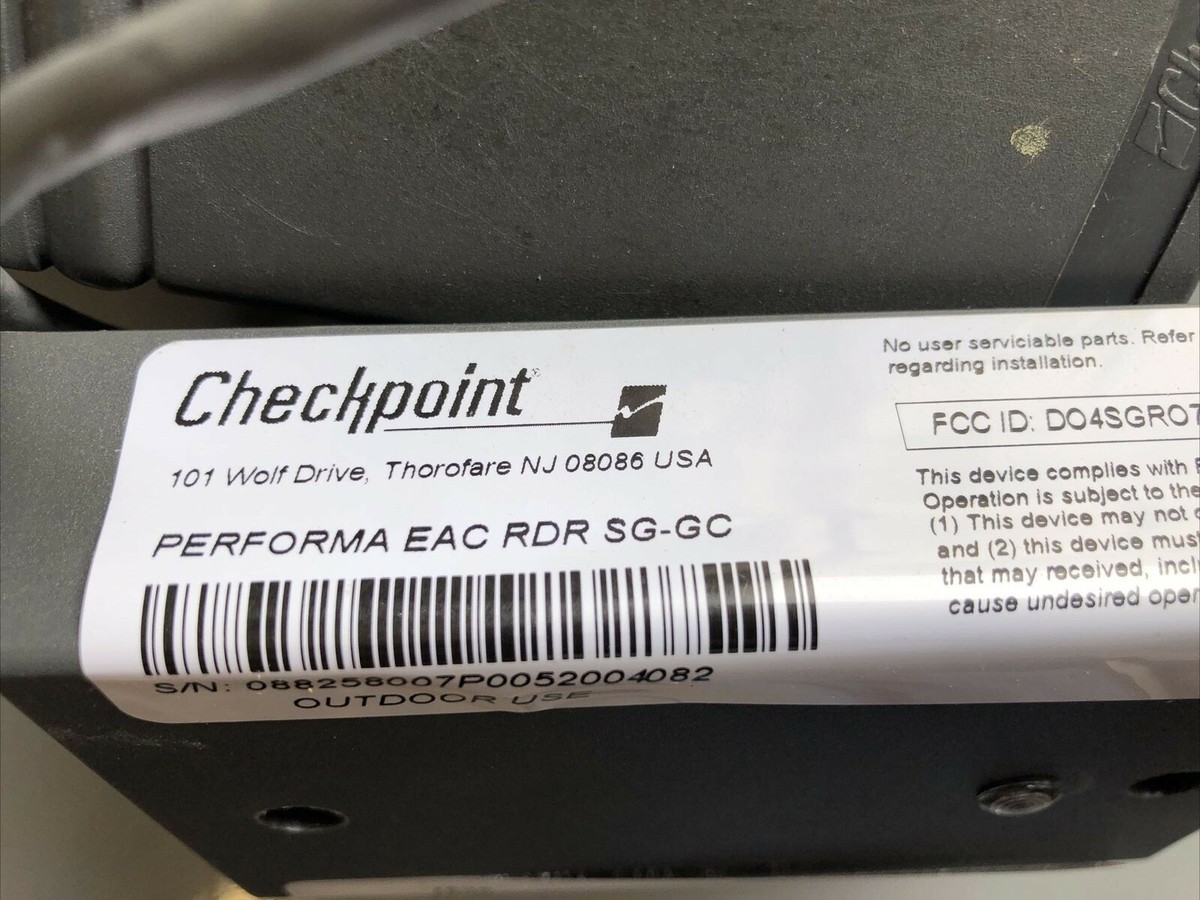 Checkpoint
101 Wolf Drive, Thorofare NJ 08086 USA
PERFORMA EAC RDR SG-GC
S/N: 088258007P0052004082
OUTDOOR USE
No user serviciable parts. Refer
regarding installation.
FCC ID: DO4SGRO7
This device complies with
Operation is subject to the
(1) This device may not
and (2) this device must
that may received,
cause undesired